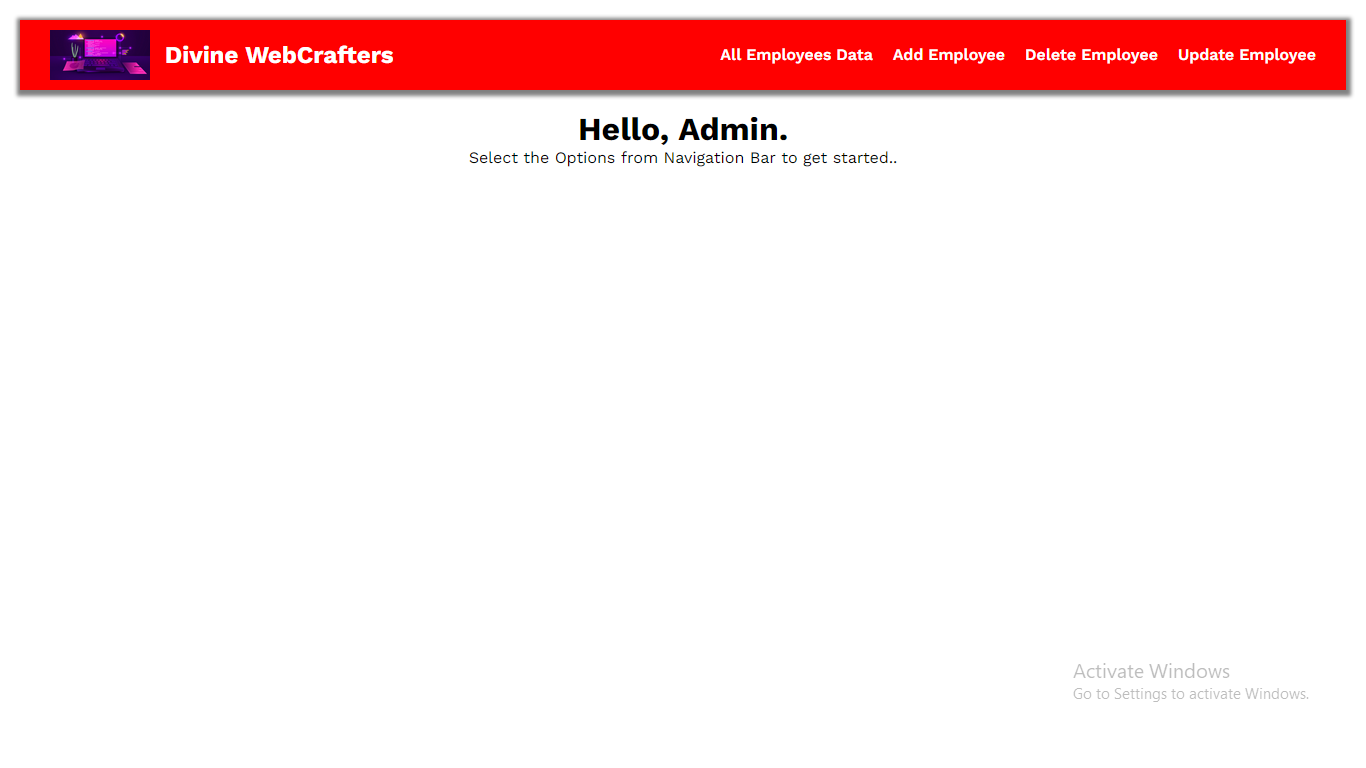 Divine WebCrafters
All Employees Data Add Employee Delete Employee Update Employee
Hello, Admin.
Select the Options from Navigation Bar to get started..
Activate Windows
Go to Settings to activate Windows.